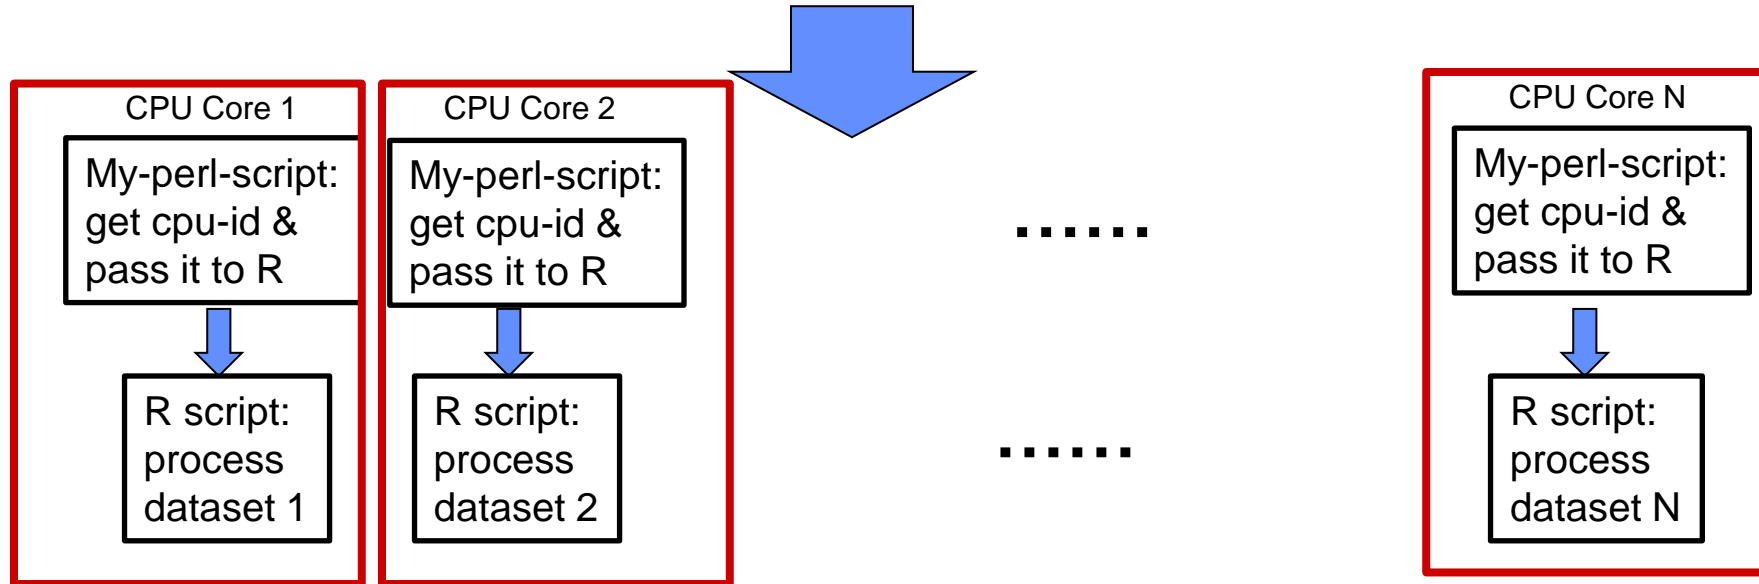 CPU Core 1
My-perl-script:
get cpu-id &
pass it to R
R script:
process
dataset 1
CPU Core 2
My-perl-script:
get cpu-id &
pass it to R
R script:
process
dataset 2
......
......
CPU Core N
My-perl-script:
get cpu-id &
pass it to R
R script:
process
dataset N